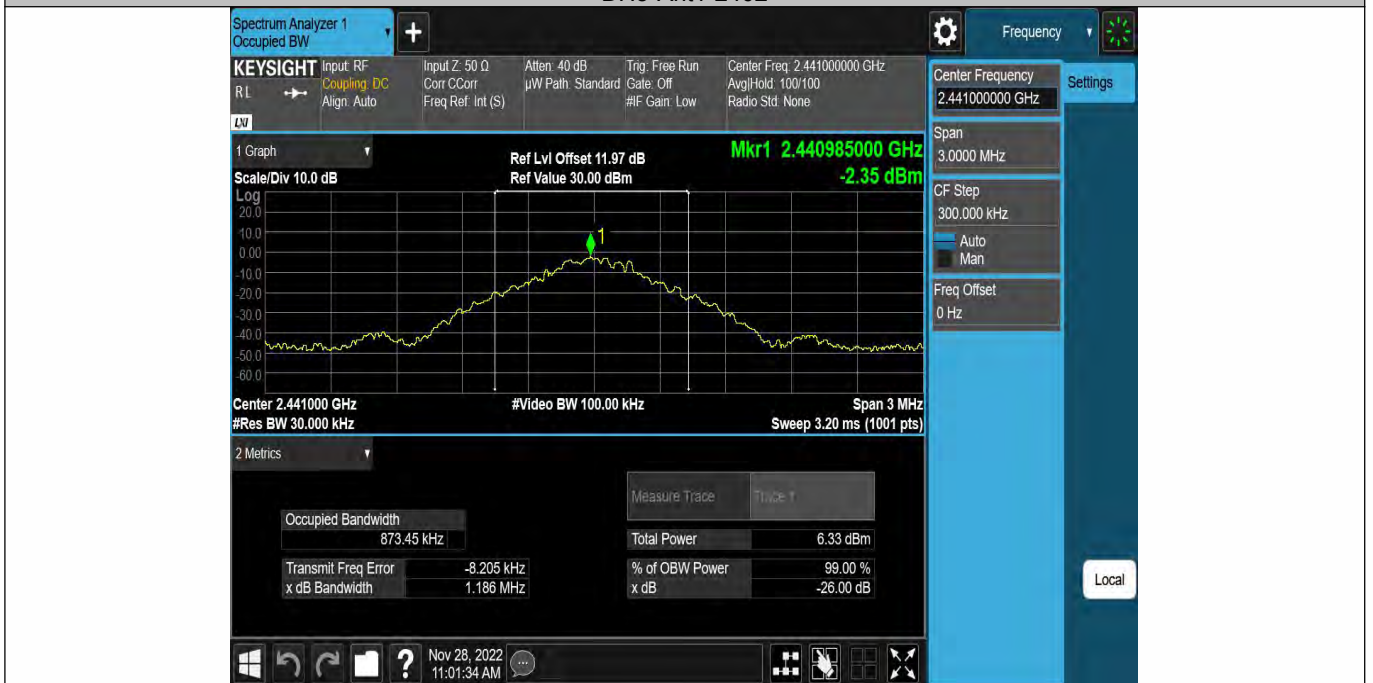 Spectrum Analyzer 1
Occupied BW
+
Frequency
KEYSIGHT
RL
LXI
Input: RF
Coupling: DC
Align: Auto
Input Z: 50 Ω
Corr CCorr
Freq Ref: Int (S)
Atten: 40 dB
µW Path: Standard
Trig: Free Run
Gate: Off
#IF Gain: Low
Center Freq: 2.441000000 GHz
Avg|Hold: 100/100
Radio Std: None
Center Frequency
2.441000000 GHz
Settings
Span
3.0000 MHz
CF Step
300.000 kHz
Auto
Man
Freq Offset
0 Hz
Local
1 Graph
Scale/Div 10.0 dB
Ref Lvl Offset 11.97 dB
Ref Value 30.00 dBm
Mkr1 2.440985000 GHz
-2.35 dBm
Log
20.0
10.0
0.00
-10.0
-20.0
-30.0
-40.0
-50.0
-60.0
1
Center 2.441000 GHz
#Res BW 30.000 kHz
#Video BW 100.00 kHz
Span 3 MHz
Sweep 3.20 ms (1001 pts)
2 Metrics
Measure Trace
Trace 1
Occupied Bandwidth
873.45 kHz
Total Power 6.33 dBm
Transmit Freq Error -8.205 kHz
% of OBW Power 99.00 %
x dB Bandwidth 1.186 MHz
x dB -26.00 dB
?
Nov 28, 2022
11:01:34 AM